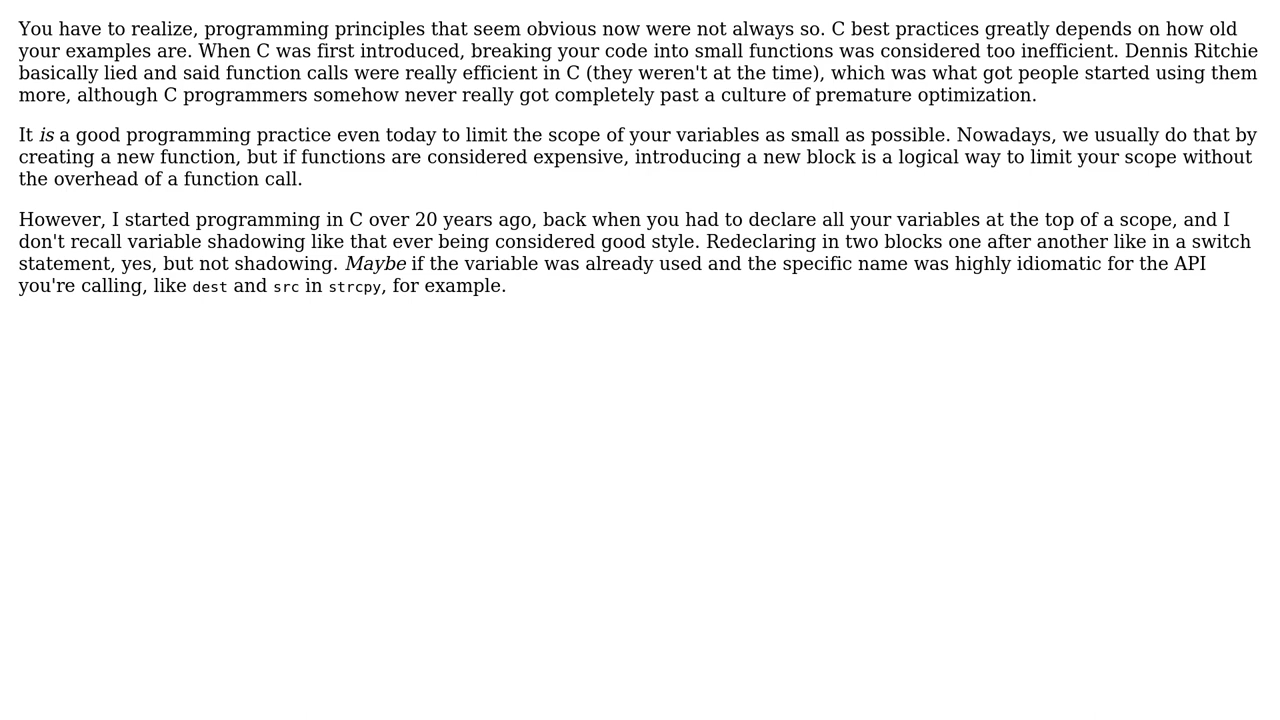 You have to realize, programming principles that seem obvious now were not always so. C best practices greatly depends on how old
your examples are. When C was first introduced, breaking your code into small functions was considered too inefficient. Dennis Ritchie
basically lied and said function calls were really efficient in C (they weren't at the time), which was what got people started using them
more, although C programmers somehow never really got completely past a culture of premature optimization.
It is a good programming practice even today to limit the scope of your variables as small as possible. Nowadays, we usually do that by
creating a new function, but if functions are considered expensive, introducing a new block is a logical way to limit your scope without
the overhead of a function call.
However, I started programming in C over 20 years ago, back when you had to declare all your variables at the top of a scope, and I
don't recall variable shadowing like that ever being considered good style. Redeclaring in two blocks one after another like in a switch
statement, yes, but not shadowing. Maybe if the variable was already used and the specific name was highly idiomatic for the API
you're calling, like dest and src in strcpy, for example.